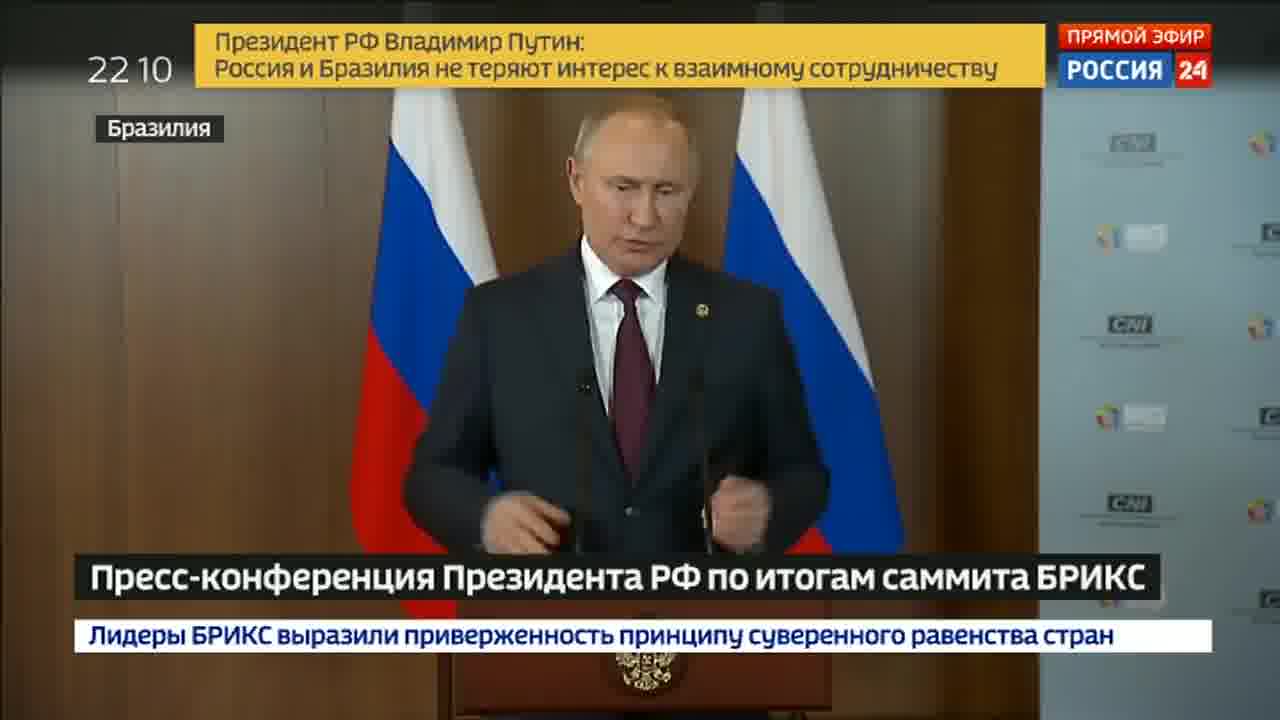 22 10
Президент РФ Владимир Путин:
Россия и Бразилия не теряют интерес к взаимному сотрудничеству
ПРЯМОЙ ЭФИР
РОССИЯ 24
Бразилия
CNI
CNI
CNI
Пресс-конференция Президента РФ по итогам саммита БРИКС
Лидеры БРИКС выразили приверженность принципу суверенного равенства стран